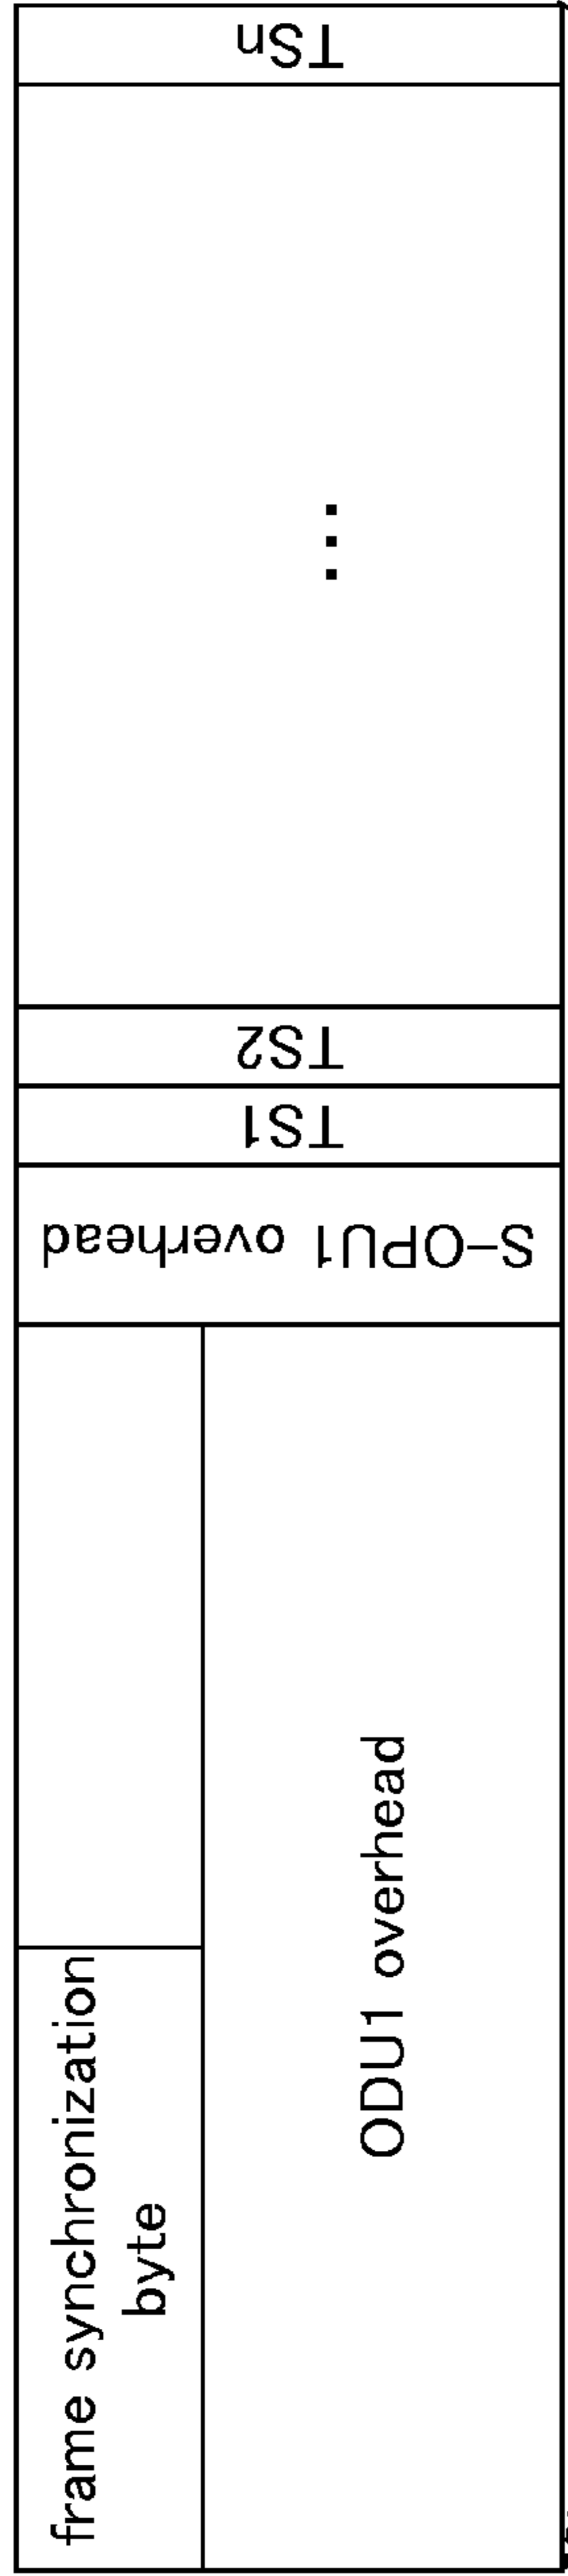 frame synchronization
byte
ODU1 overhead
S-OPU1 overhead
TS1
TS2
...
TSn